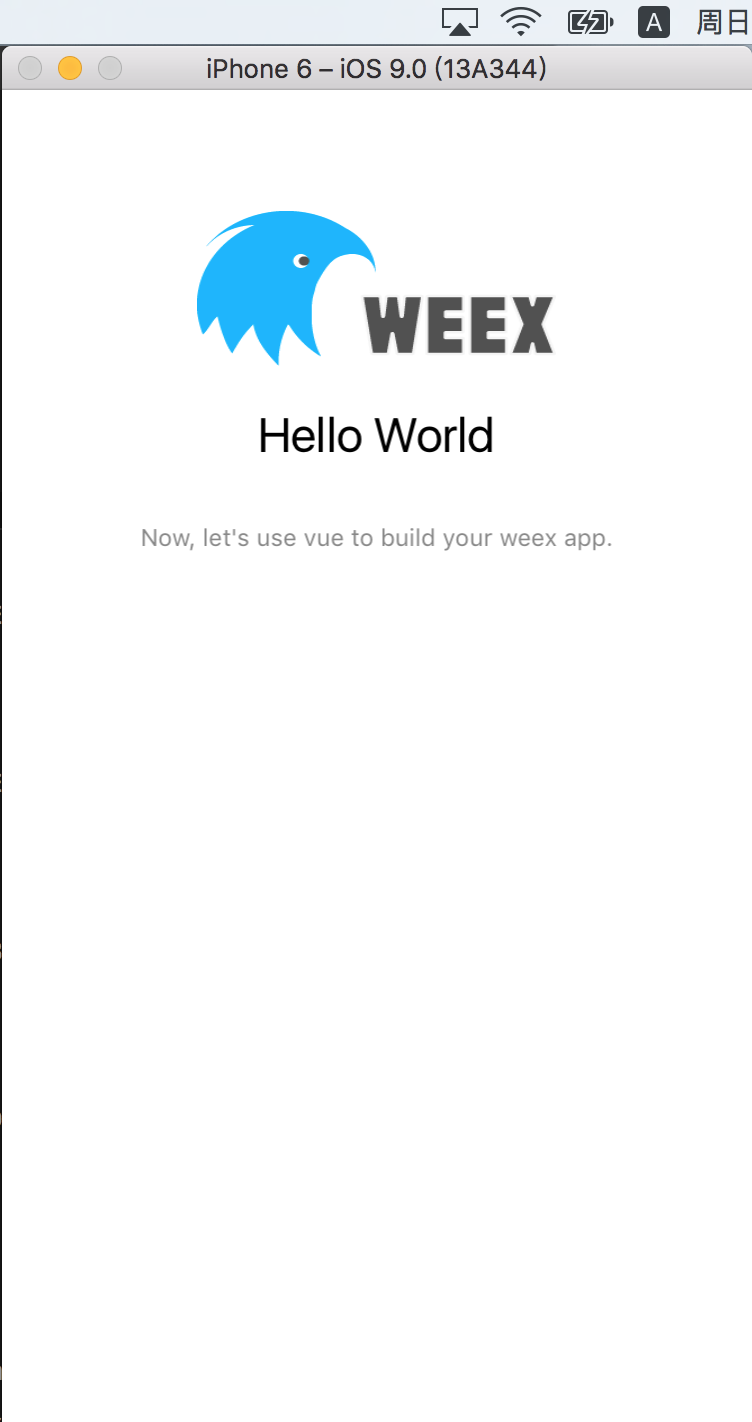 A 周日
iPhone 6 – iOS 9.0 (13A344)
WEEX
Hello World
Now, let's use vue to build your weex app.